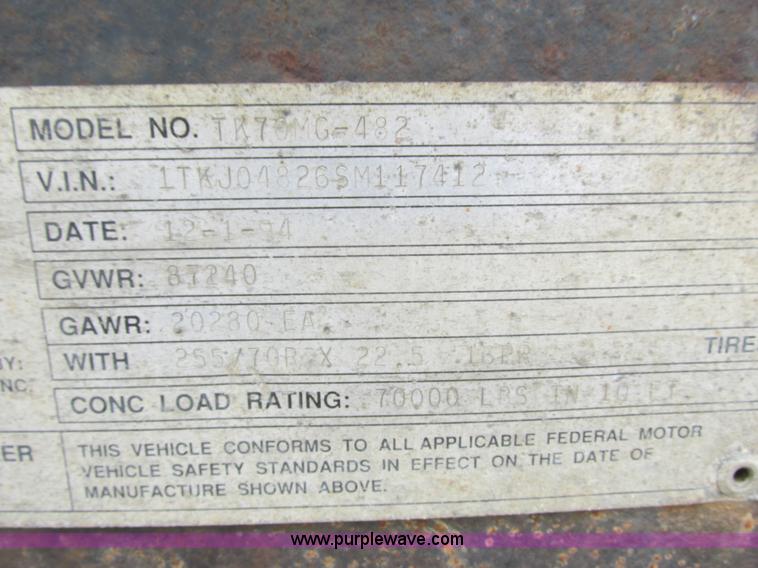 MODEL NO. TK70MG-482
V.I.N.: 1TKJ04826SM117412
DATE: 12-1-94
GVWR: 87240
GAWR: 20280 EA.
BY: WITH 255/70R X 22.5 16PR TIRE
NC. CONC LOAD RATING: 70000 LBS IN 10 FT.
ER THIS VEHICLE CONFORMS TO ALL APPLICABLE FEDERAL MOTOR
VEHICLE SAFETY STANDARDS IN EFFECT ON THE DATE OF
MANUFACTURE SHOWN ABOVE.
www.purplewave.com